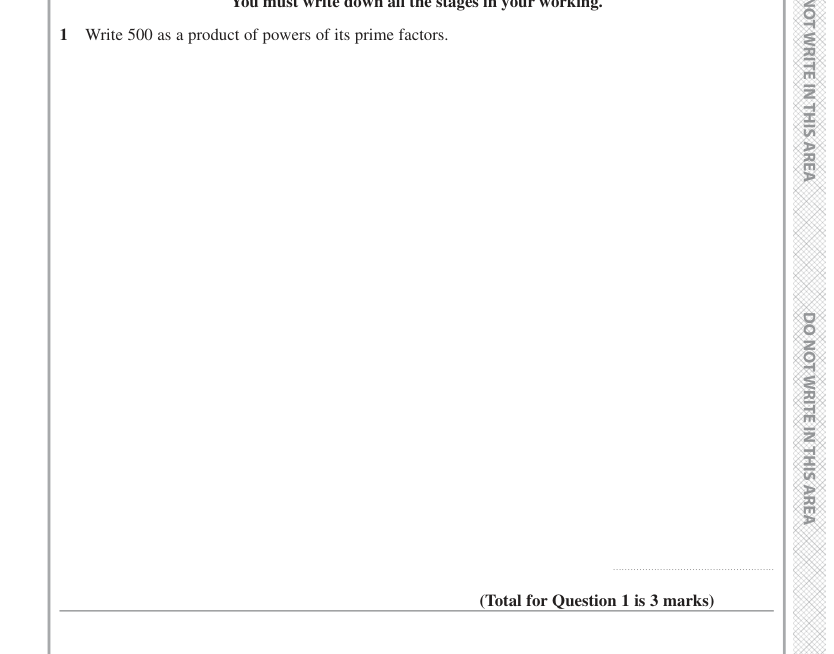 You must write down all the stages in your working.
1 Write 500 as a product of powers of its prime factors.
(Total for Question 1 is 3 marks)
NOT WRITE IN THIS AREA
DO NOT WRITE IN THIS AREA